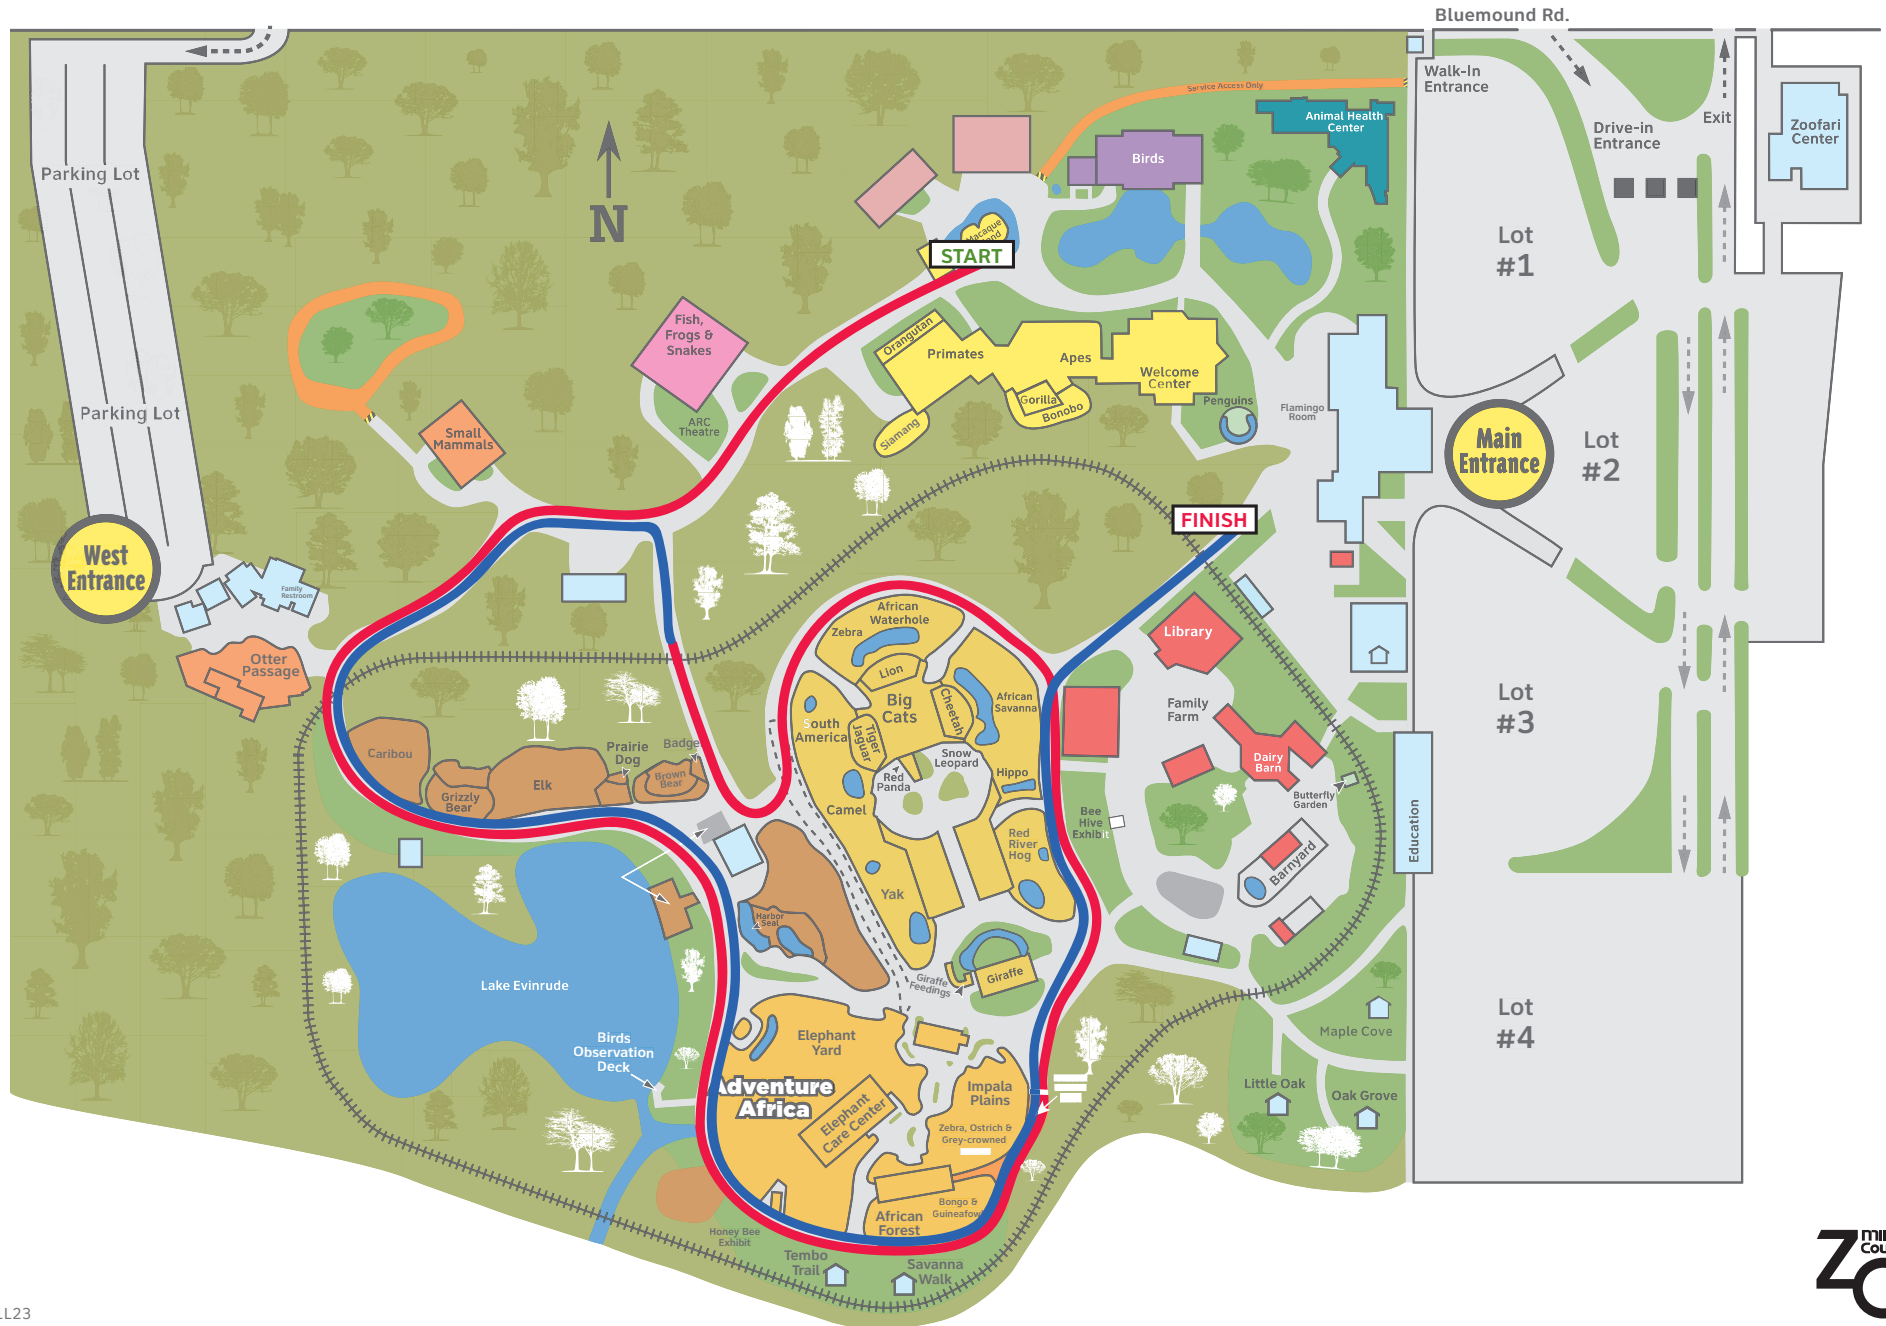 Bluemound Rd.
Walk-In
Entrance
Service Access Only
Animal Health
Center
Drive-in
Entrance
Exit
Zoofari
Center
Birds
Parking Lot
N
Macaque
START
Lot
#1
Fish,
Frogs &
Snakes
Orangutan
Primates
Apes
Welcome
Center
Gorilla
Bonobo
Siamang
Penguins
Flamingo
Room
Parking Lot
ARC
Theatre
Small
Mammals
Main
Entrance
Lot
#2
FINISH
West
Entrance
Family
Restroom
Otter
Passage
African
Waterhole
Zebra
Lion
Big
Cats
Cheetah
African
Savanna
South
America
Tiger
Jaguar
Snow
Leopard
Red
Panda
Hippo
Camel
Library
Family
Farm
Dairy
Barn
Butterfly
Garden
Lot
#3
Caribou
Prairie
Dog
Badge
Brown
Bear
Elk
Grizzly
Bear
Bee
Hive
Exhibit
Red
River
Hog
Barnyard
Education
Yak
Harbor
Seal
Giraffe
Giraffe
Feedings
Lake Evinrude
Birds
Observation
Deck
Elephant
Yard
Adventure
Africa
Elephant
Care Center
Impala
Plains
Zebra, Ostrich &
Grey-crowned
Bongo &
Guineafowl
African
Forest
Honey Bee
Exhibit
Tembo
Trail
Savanna
Walk
Maple Cove
Little Oak
Oak Grove
Lot
#4
LL23